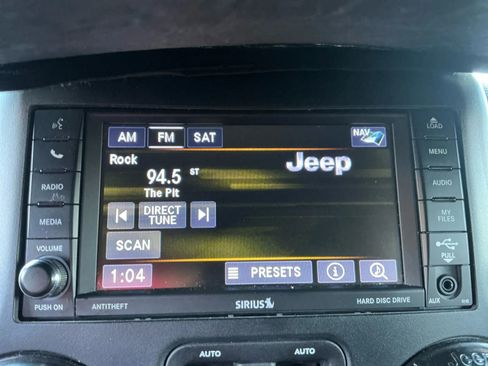 AM FM SAT NAV
Rock
94.5 ST
The Pit
Jeep
DIRECT
TUNE
SCAN
1:04 PRESETS
RADIO
MEDIA
VOLUME
PUSH ON
LOAD
MENU
AUDIO
MY
FILES
PULL
AUX
ANTITHEFT SIRIUS HARD DISC DRIVE
AUTO AUTO
Jeep